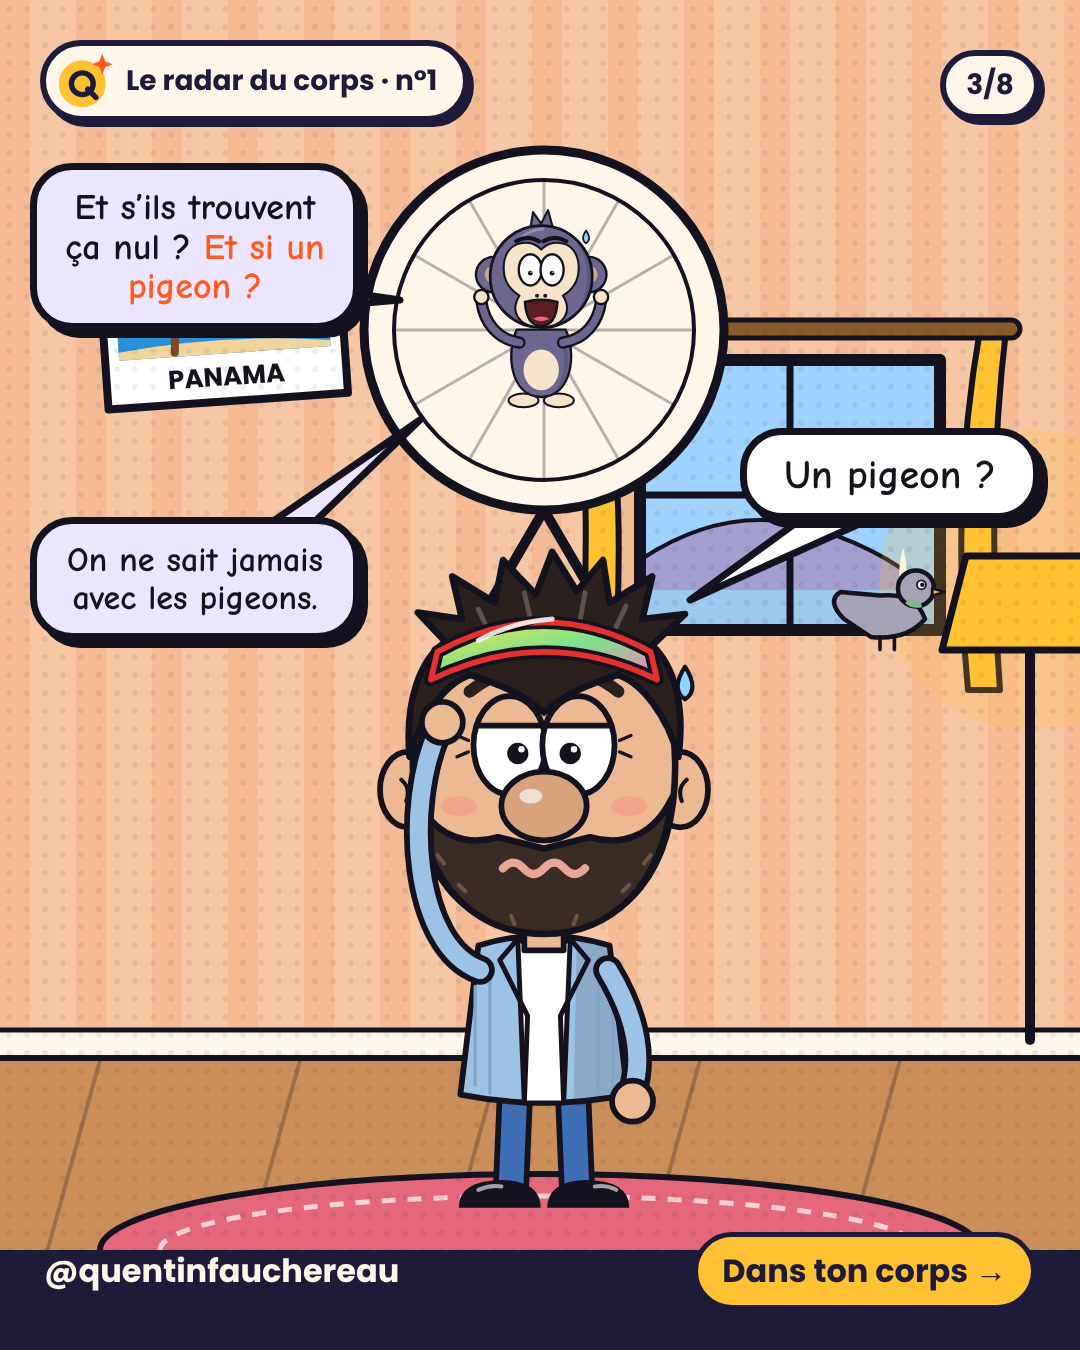 Q
Le radar du corps · nº1
3/8
Et s'ils trouvent
ça nul ? Et si un
pigeon ?
PANAMA
Un pigeon ?
On ne sait jamais
avec les pigeons.
@quentinfauchereau
Dans ton corps →